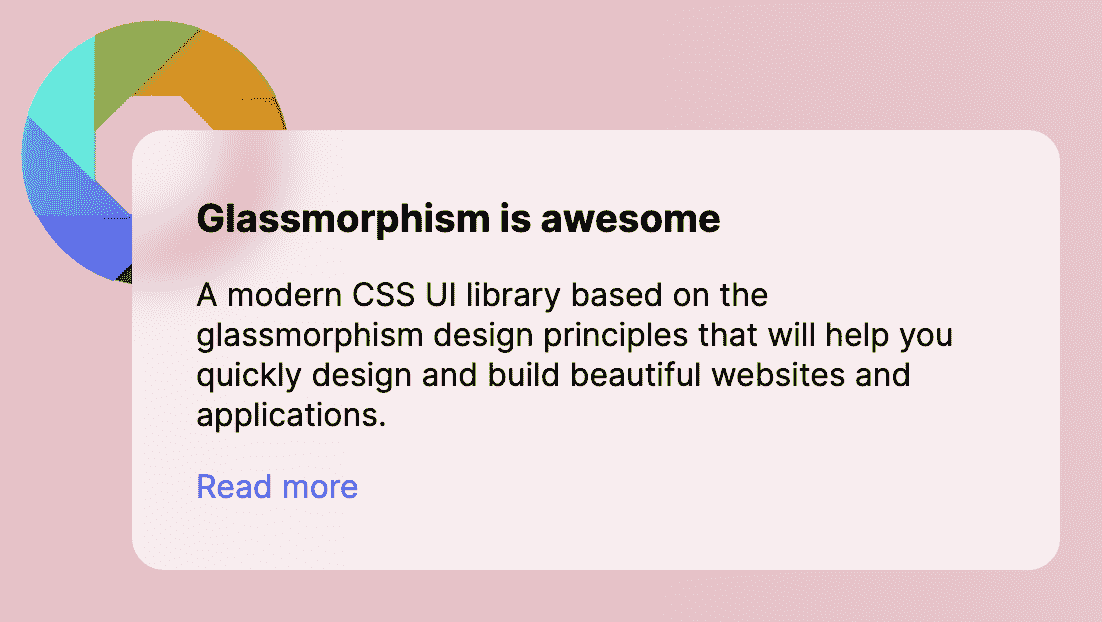 Glassmorphism is awesome
A modern CSS UI library based on the
glassmorphism design principles that will help you
quickly design and build beautiful websites and
applications.
Read more